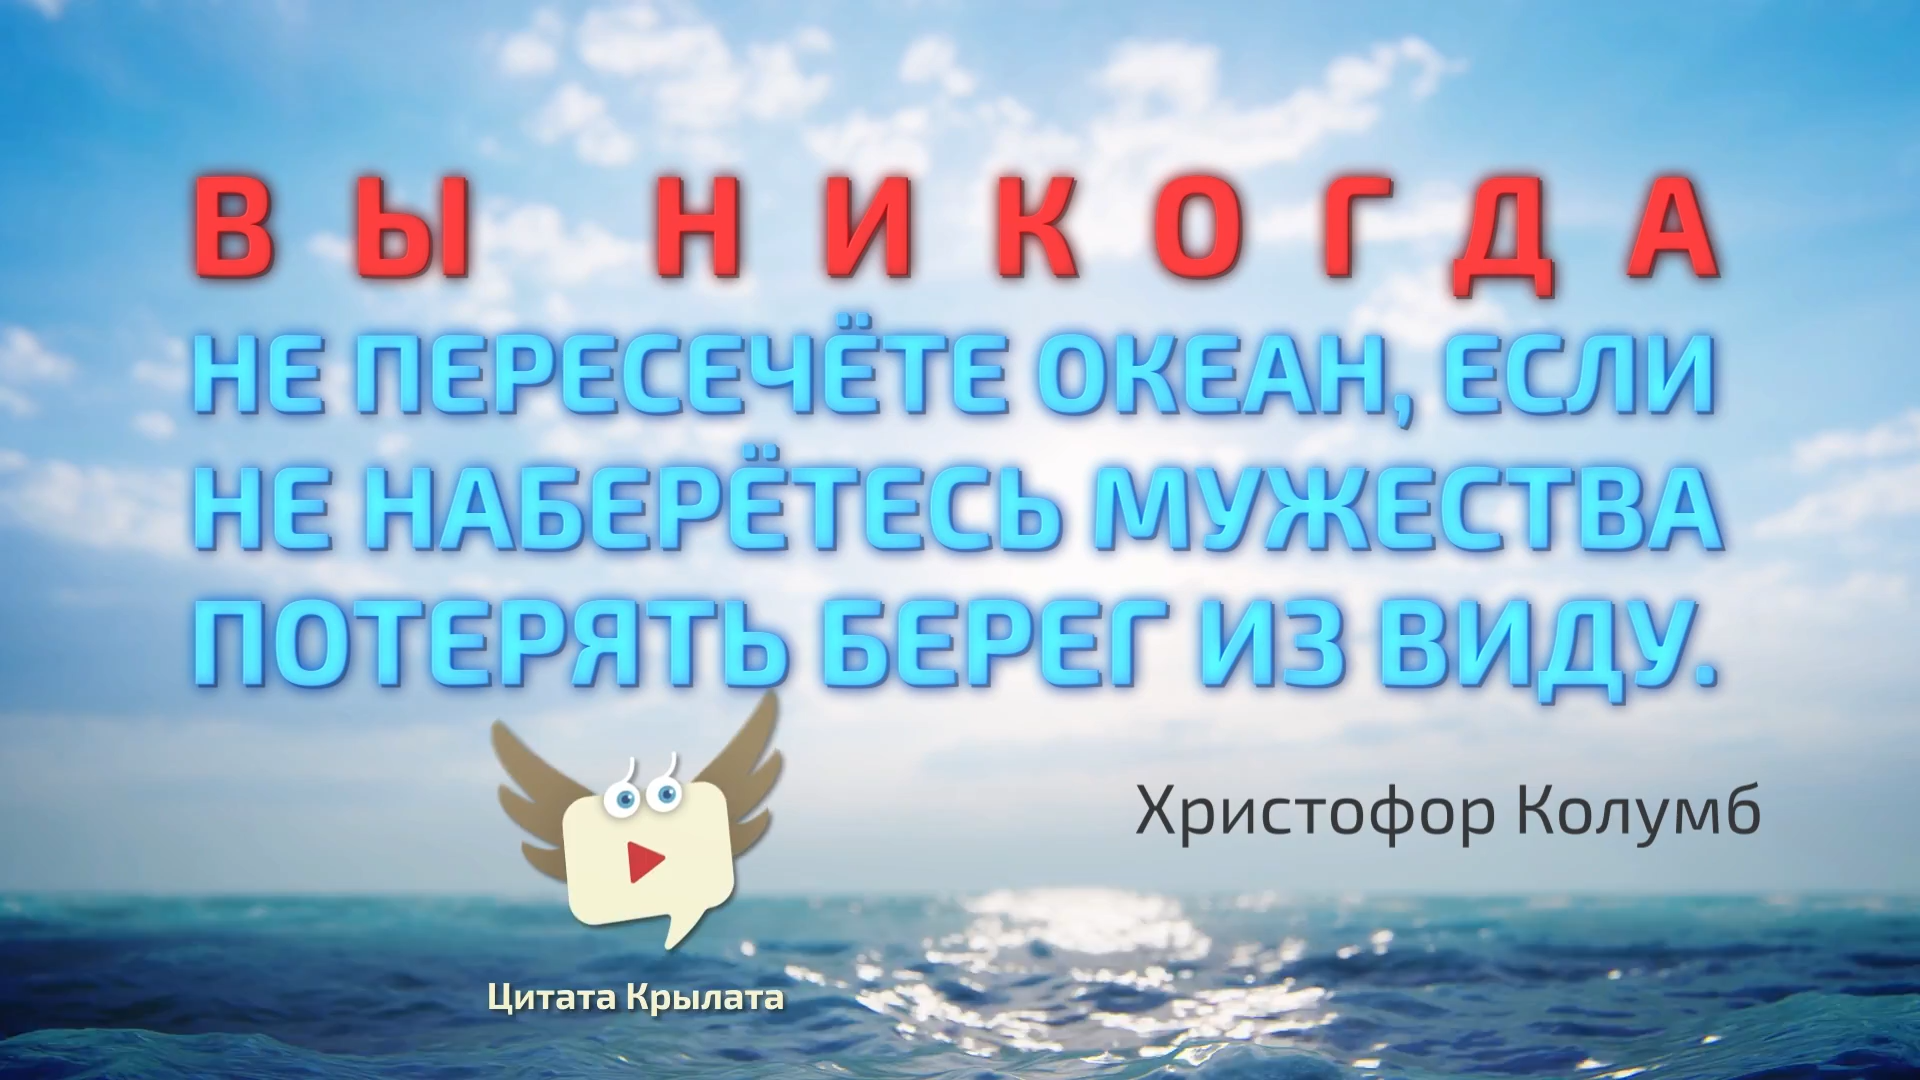 ВЫ НИКОГДА
НЕ ПЕРЕСЕЧЁТЕ ОКЕАН, ЕСЛИ
НЕ НАБЕРЁТЕСЬ МУЖЕСТВА
ПОТЕРЯТЬ БЕРЕГ ИЗ ВИДУ.
Христофор Колумб
Цитата Крылата